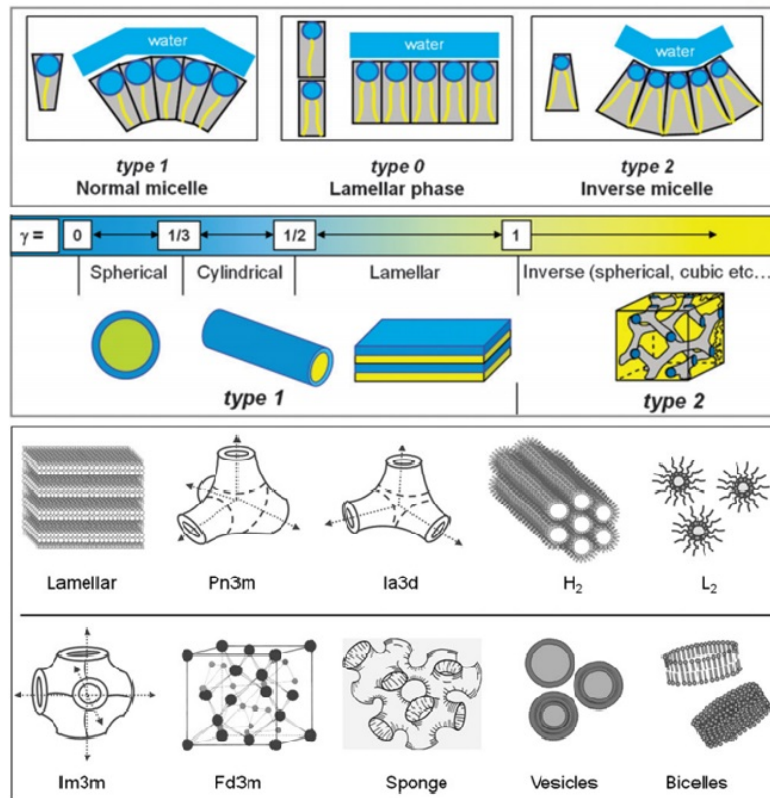 water
water
water
type 1
Normal micelle
type 0
Lamellar phase
type 2
Inverse micelle
γ = 0 1/3 1/2 1
Spherical Cylindrical Lamellar Inverse (spherical, cubic etc…
type 1
type 2
Lamellar Pn3m Ia3d H₂ L₂
Im3m Fd3m Sponge Vesicles Bicelles